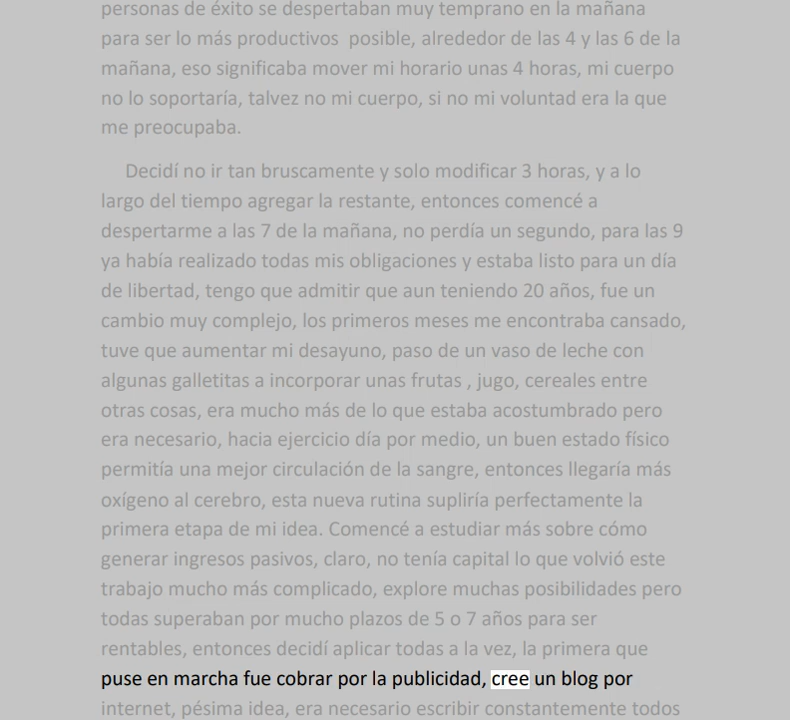 personas de éxito se despertaban muy temprano en la mañana
para ser lo más productivos  posible, alrededor de las 4 y las 6 de la
mañana, eso significaba mover mi horario unas 4 horas, mi cuerpo
no lo soportaría, talvez no mi cuerpo, si no mi voluntad era la que
me preocupaba.
Decidí no ir tan bruscamente y solo modificar 3 horas, y a lo
largo del tiempo agregar la restante, entonces comencé a
despertarme a las 7 de la mañana, no perdía un segundo, para las 9
ya había realizado todas mis obligaciones y estaba listo para un día
de libertad, tengo que admitir que aun teniendo 20 años, fue un
cambio muy complejo, los primeros meses me encontraba cansado,
tuve que aumentar mi desayuno, paso de un vaso de leche con
algunas galletitas a incorporar unas frutas , jugo, cereales entre
otras cosas, era mucho más de lo que estaba acostumbrado pero
era necesario, hacia ejercicio día por medio, un buen estado físico
permitía una mejor circulación de la sangre, entonces llegaría más
oxígeno al cerebro, esta nueva rutina supliría perfectamente la
primera etapa de mi idea. Comencé a estudiar más sobre cómo
generar ingresos pasivos, claro, no tenía capital lo que volvió este
trabajo mucho más complicado, explore muchas posibilidades pero
todas superaban por mucho plazos de 5 o 7 años para ser
rentables, entonces decidí aplicar todas a la vez, la primera que
puse en marcha fue cobrar por la publicidad, cree un blog por
internet, pésima idea, era necesario escribir constantemente todos